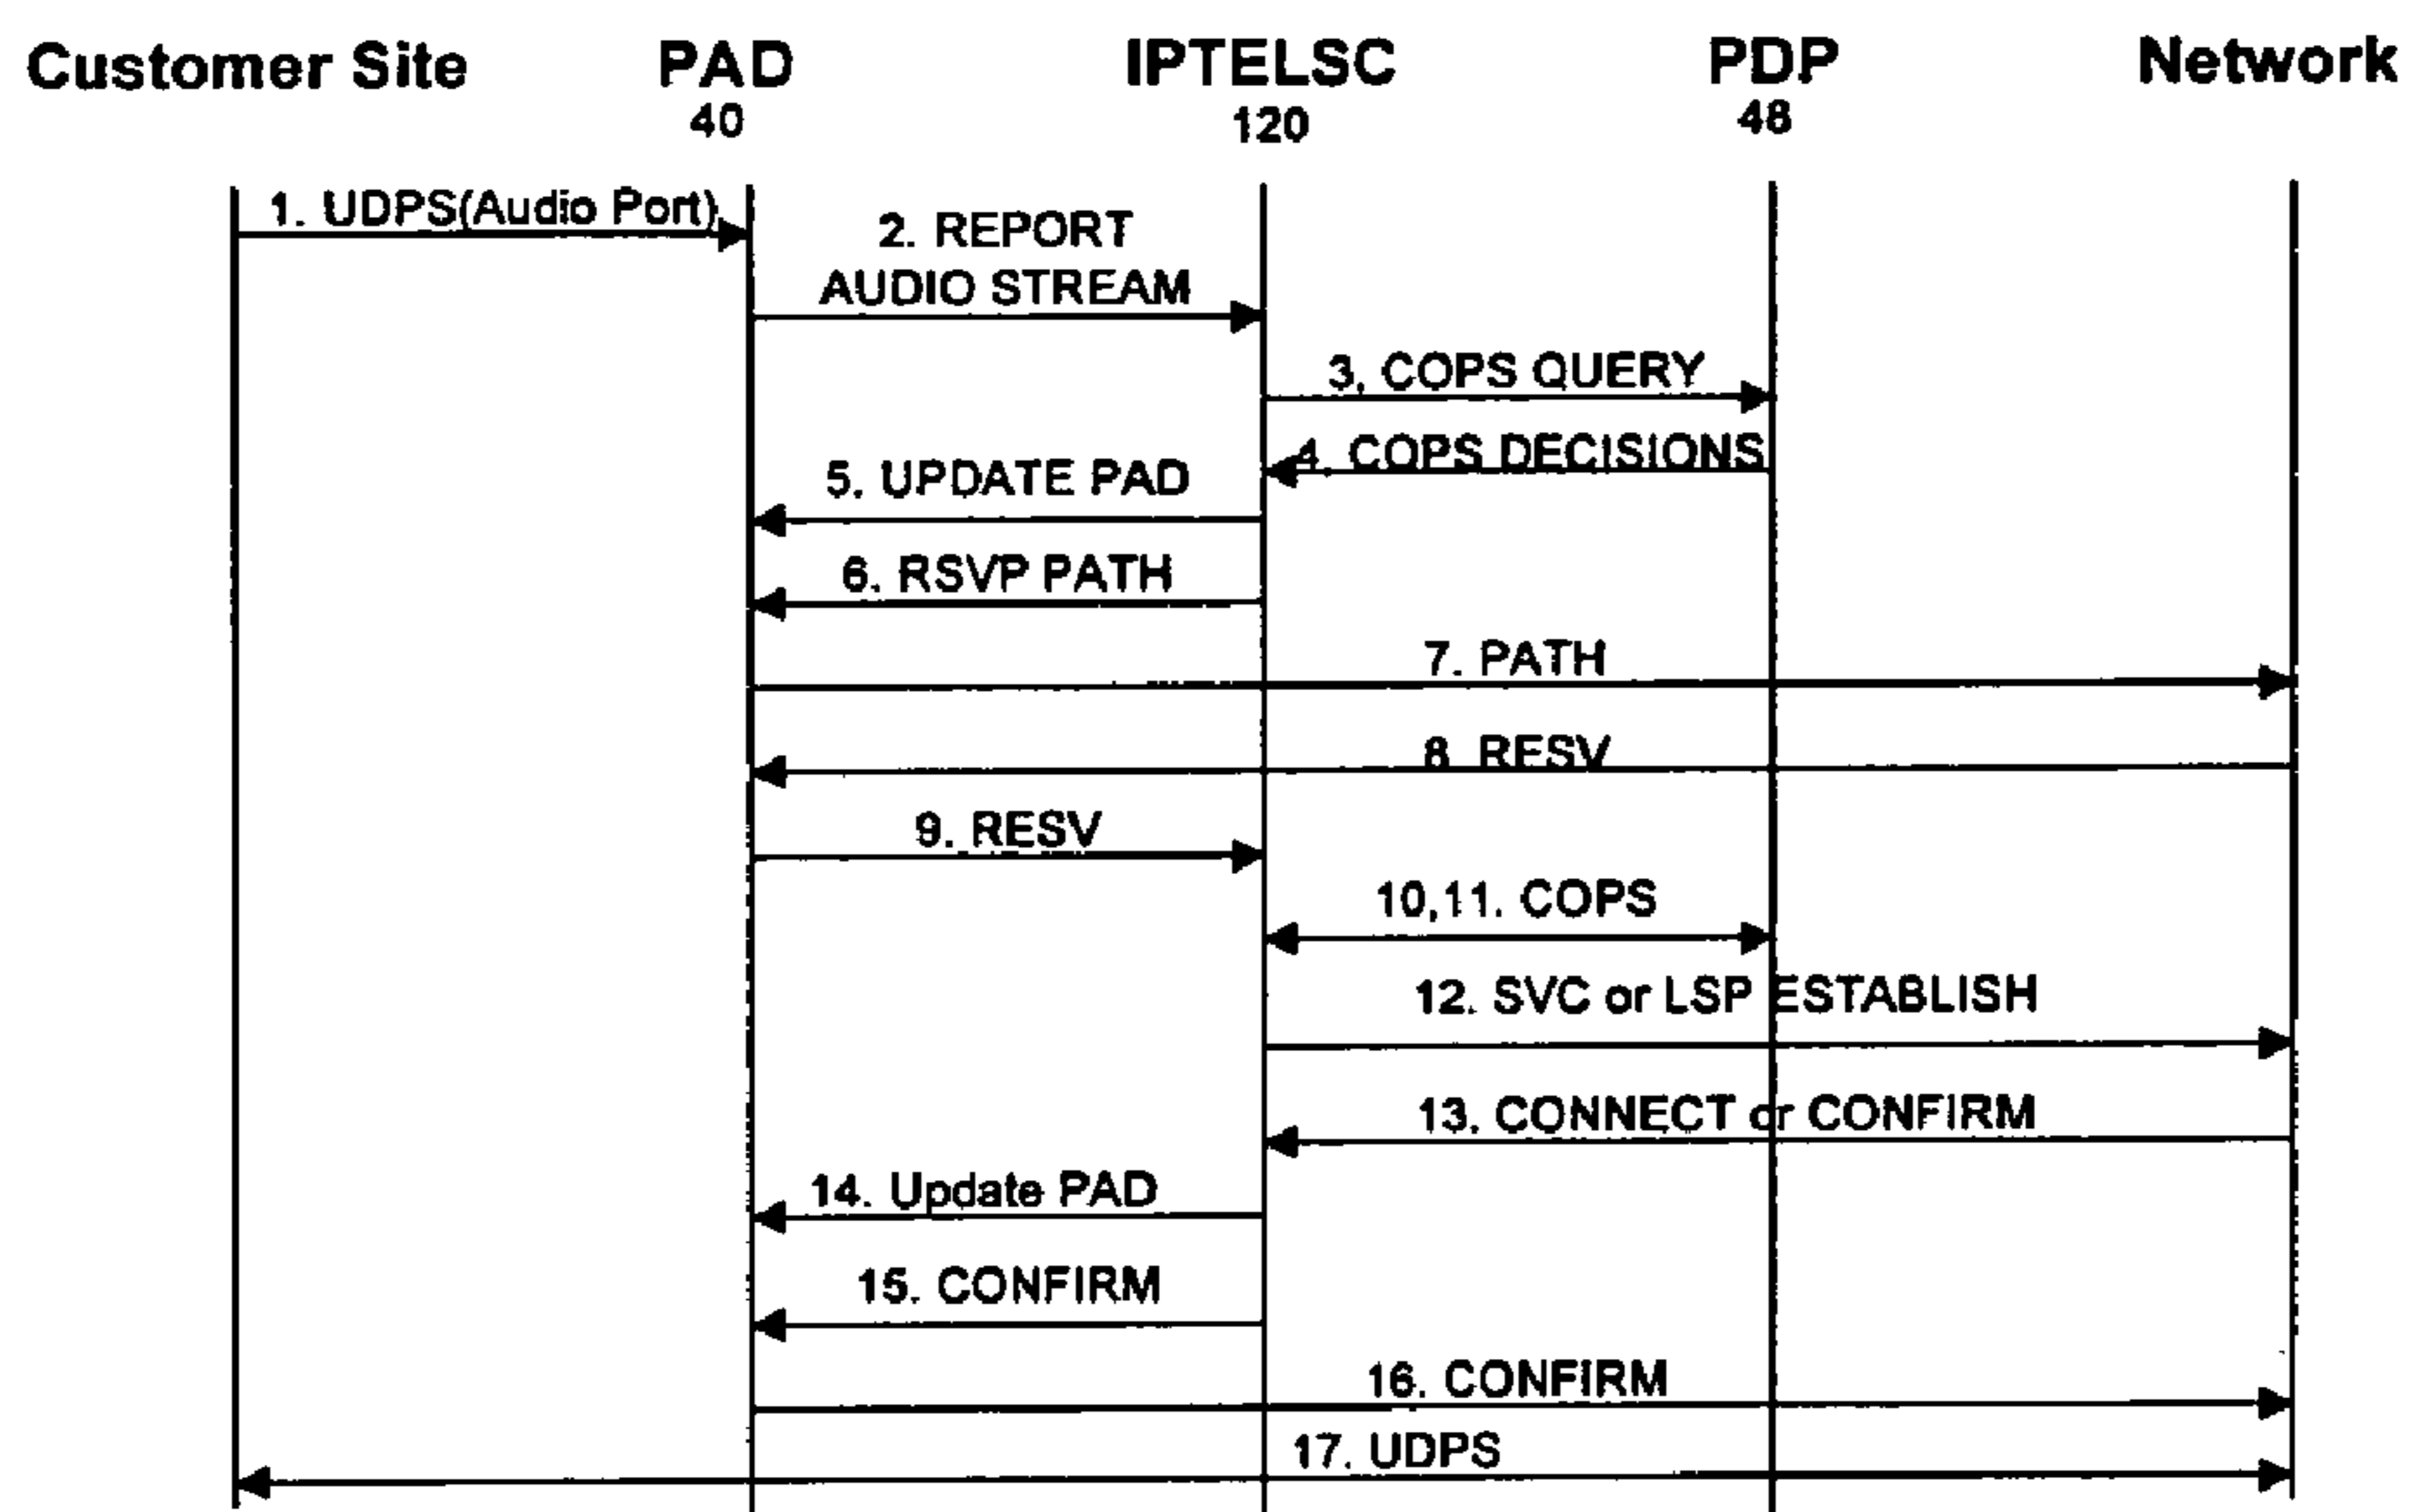 Customer Site PAD IPTELSC PDP Network
40 120 48
1. UDPS(Audio Port)
2. REPORT
AUDIO STREAM
3, COPS QUERY
4. COPS DECISIONS
5. UPDATE PAD
6. RSVP PATH
7. PATH
8. RESV
9. RESV
10,11. COPS
12. SVC or LSP ESTABLISH
13. CONNECT or CONFIRM
14. Update PAD
15. CONFIRM
16. CONFIRM
17. UDPS